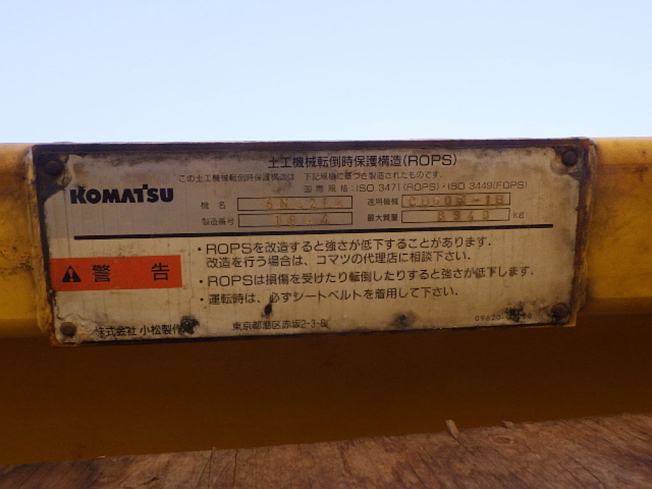 土工機械転倒時保護構造(ROPS)
この土工機械転倒時保護構造は 下記規格に基づき製造されたものです。
国際規格:ISO 3471(ROPS)・ISO 3449(FOPS)
KOMATSU
機名 適用機械 CD60R-1B
製造番号 最大質量 8940 kg
・ROPSを改造すると強さが低下することがあります。
改造を行う場合は、コマツの代理店に相談下さい。
警告
・ROPSは損傷を受けたり転倒したりすると強さが低下します。
・運転時は、必ずシートベルトを着用して下さい。
株式会社 小松製作所 東京都港区赤坂2-3-6